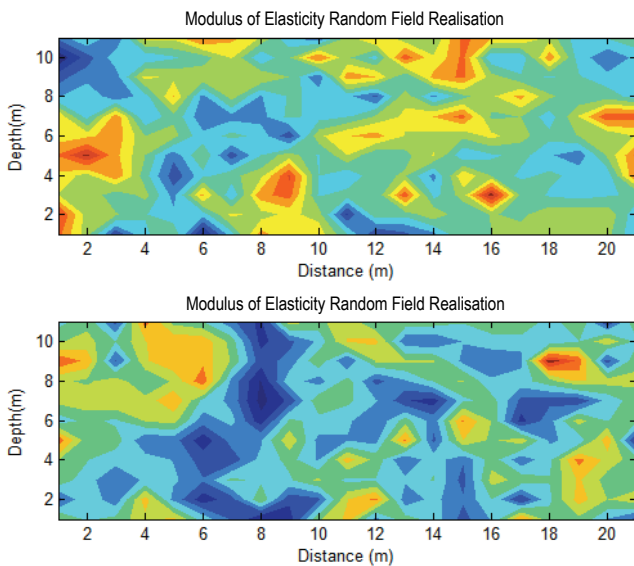 Modulus of Elasticity Random Field Realisation
10
8
6
4
2
Depth(m)
2 4 6 8 10 12 14 16 18 20
Distance (m)
Modulus of Elasticity Random Field Realisation
10
8
6
4
2
Depth(m)
2 4 6 8 10 12 14 16 18 20
Distance (m)